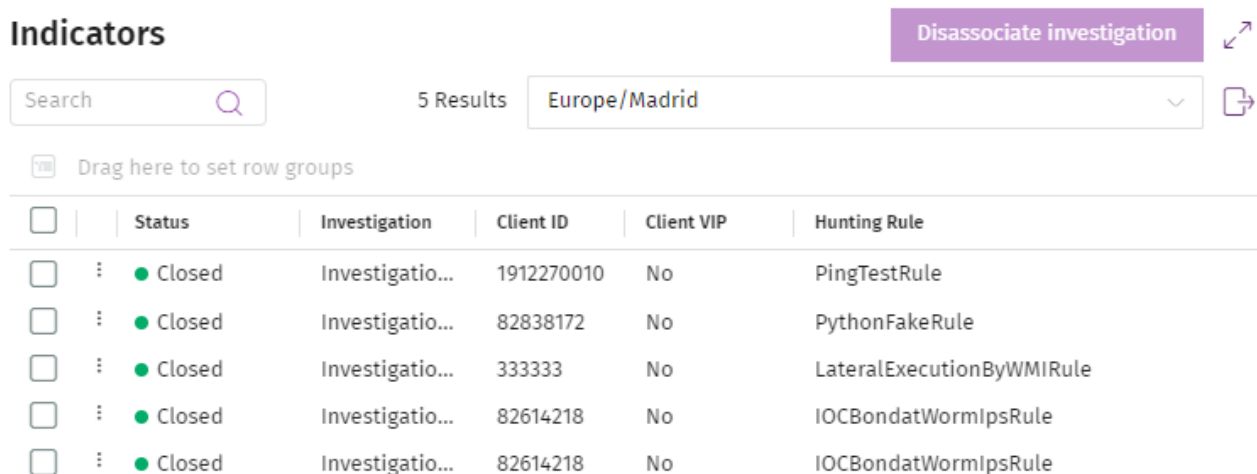 Indicators
Disassociate investigation
Search
5 Results
Europe/Madrid
Drag here to set row groups
Status Investigation Client ID Client VIP Hunting Rule
Closed Investigatio... 1912270010 No PingTestRule
Closed Investigatio... 82838172 No PythonFakeRule
Closed Investigatio... 333333 No LateralExecutionByWMIRule
Closed Investigatio... 82614218 No IOCBondatWormIpsRule
Closed Investigatio... 82614218 No IOCBondatWormIpsRule